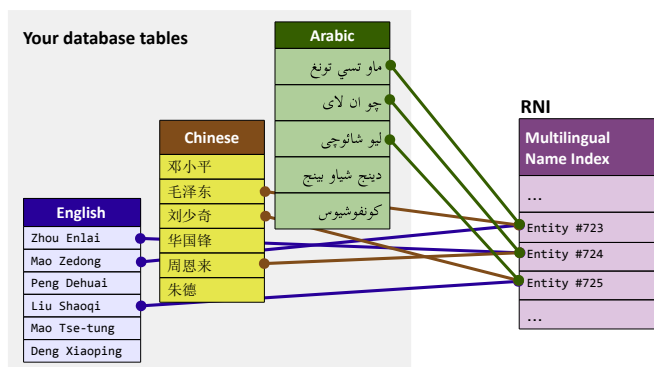 Your database tables
Arabic
ماو تسي تونغ
چو ان لای
ليو شائوچی
دينج شياو بينج
كونفوشيوس
Chinese
邓小平
毛泽东
刘少奇
华国锋
周恩来
朱德
English
Zhou Enlai
Mao Zedong
Peng Dehuai
Liu Shaoqi
Mao Tse-tung
Deng Xiaoping
RNI
Multilingual
Name Index
...
Entity #723
Entity #724
Entity #725
...